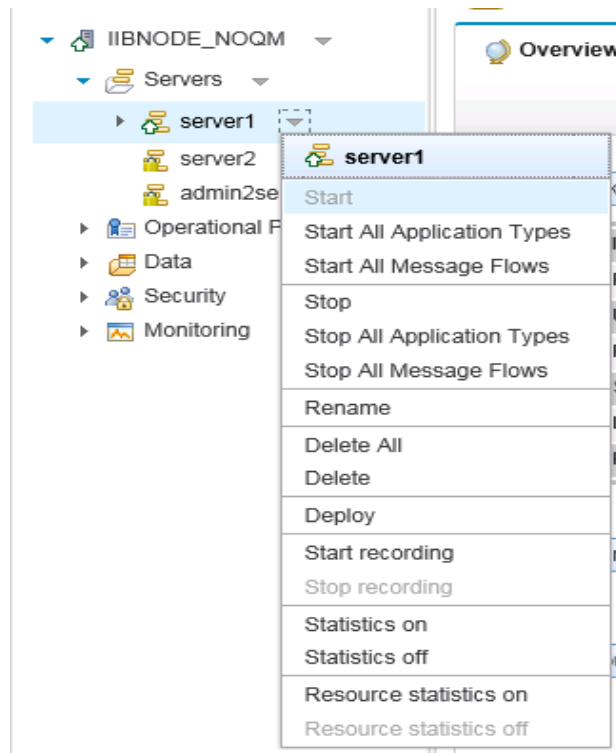 IIBNODE_NOQM
Overview
Servers
server1
server1
server2
admin2se
Start
Operational F
Start All Application Types
Data
Start All Message Flows
Security
Stop
Monitoring
Stop All Application Types
Stop All Message Flows
Rename
Delete All
Delete
Deploy
Start recording
Stop recording
Statistics on
Statistics off
Resource statistics on
Resource statistics off